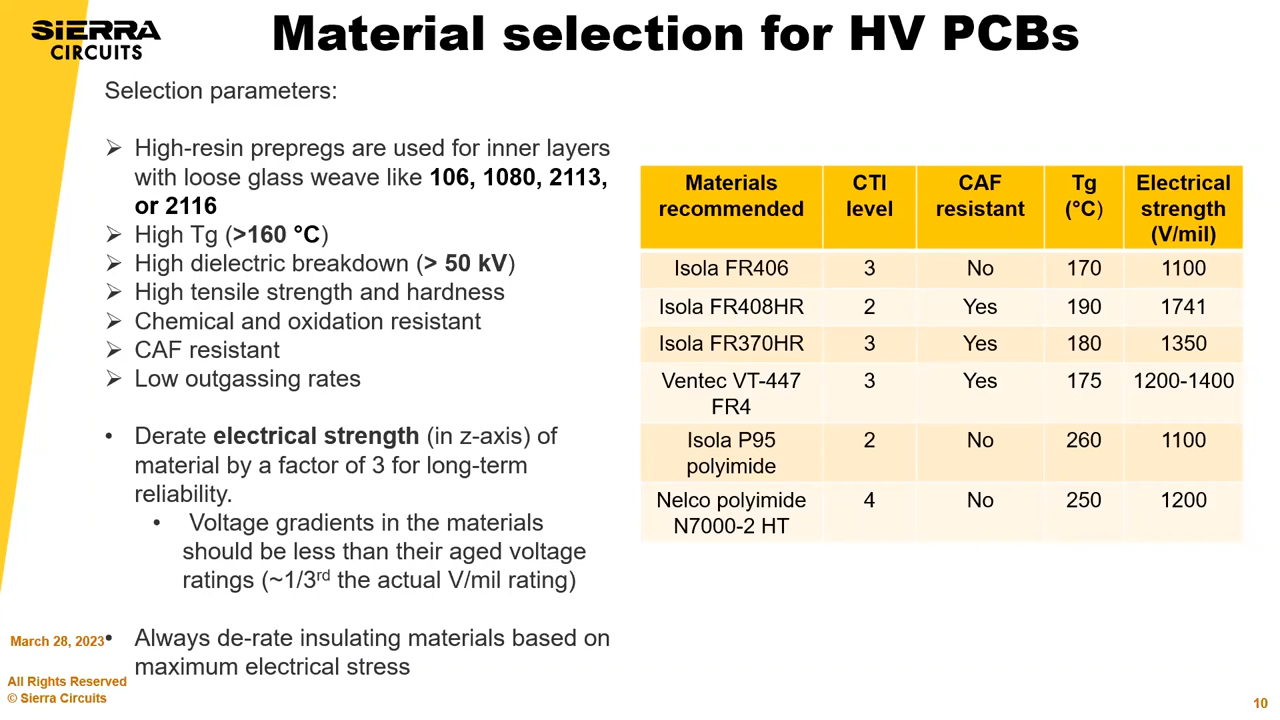 SIERRA
CIRCUITS
Material selection for HV PCBs
Selection parameters:
➢ High-resin prepregs are used for inner layers
with loose glass weave like 106, 1080, 2113,
or 2116
➢ High Tg (>160 °C)
➢ High dielectric breakdown (> 50 kV)
➢ High tensile strength and hardness
➢ Chemical and oxidation resistant
➢ CAF resistant
➢ Low outgassing rates
• Derate electrical strength (in z-axis) of
material by a factor of 3 for long-term
reliability.
• Voltage gradients in the materials
should be less than their aged voltage
ratings (~1/3rd the actual V/mil rating)
• Always de-rate insulating materials based on
maximum electrical stress
Materials recommended CTI level CAF resistant Tg (°C) Electrical strength (V/mil)
Isola FR406 3 No 170 1100
Isola FR408HR 2 Yes 190 1741
Isola FR370HR 3 Yes 180 1350
Ventec VT-447 FR4 3 Yes 175 1200-1400
Isola P95 polyimide 2 No 260 1100
Nelco polyimide N7000-2 HT 4 No 250 1200
March 28, 2023
All Rights Reserved
© Sierra Circuits
10